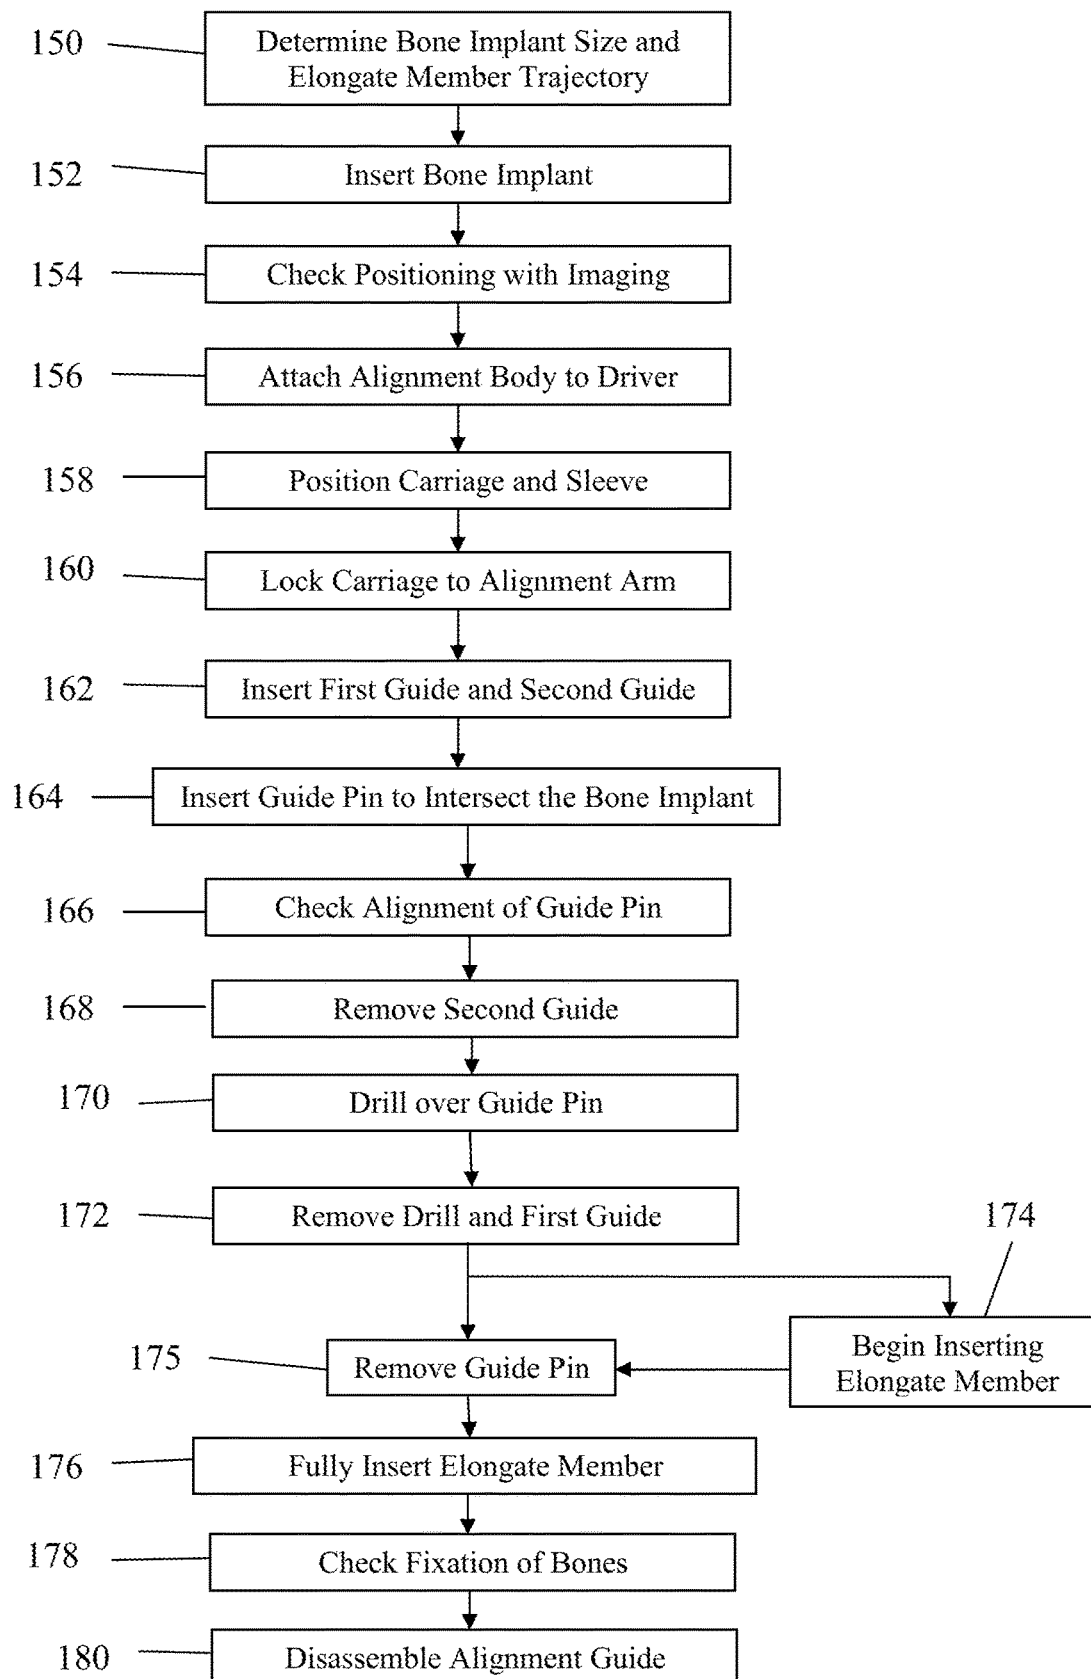 150
Determine Bone Implant Size and
Elongate Member Trajectory
152
Insert Bone Implant
154
Check Positioning with Imaging
156
Attach Alignment Body to Driver
158
Position Carriage and Sleeve
160
Lock Carriage to Alignment Arm
162
Insert First Guide and Second Guide
164
Insert Guide Pin to Intersect the Bone Implant
166
Check Alignment of Guide Pin
168
Remove Second Guide
170
Drill over Guide Pin
172
Remove Drill and First Guide
174
Begin Inserting
Elongate Member
175
Remove Guide Pin
176
Fully Insert Elongate Member
178
Check Fixation of Bones
180
Disassemble Alignment Guide